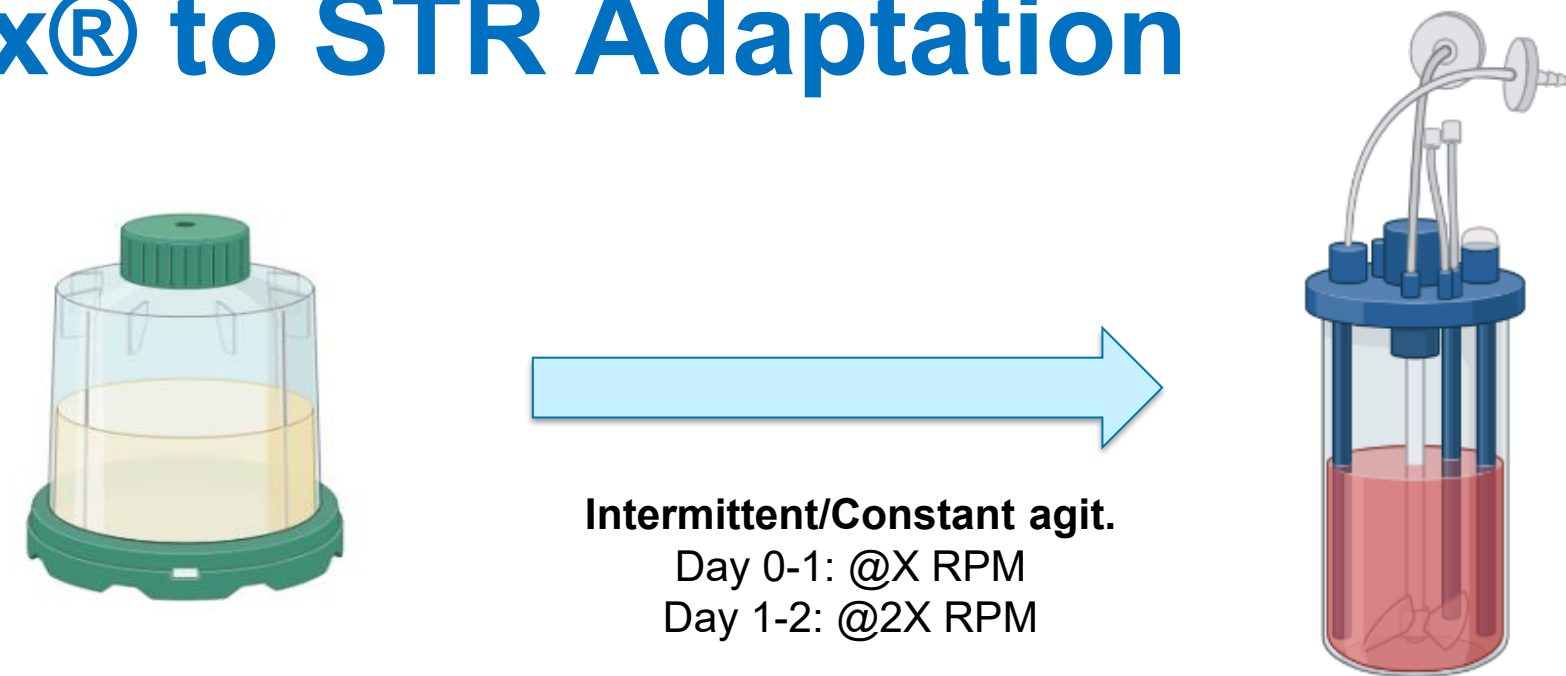 x® to STR Adaptation
Intermittent/Constant agit.
Day 0-1: @X RPM
Day 1-2: @2X RPM